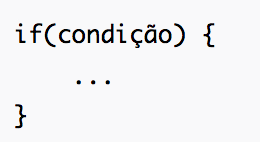 if(condição) {
    ...
}